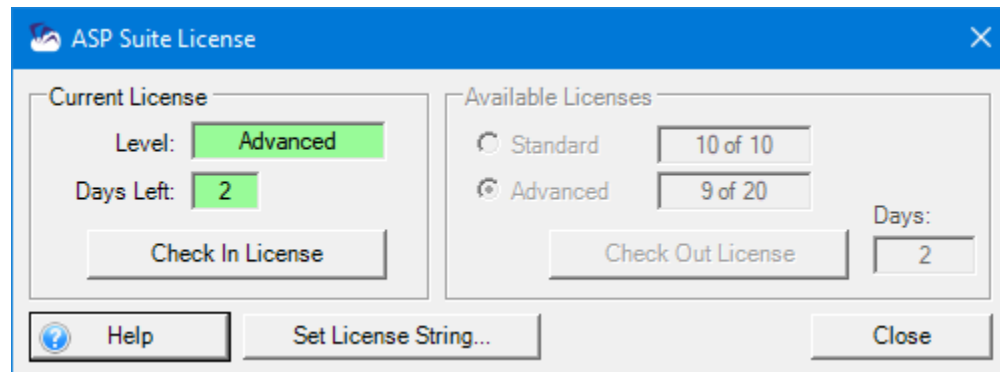 ASP Suite License
Current License
Level: Advanced
Days Left: 2
Check In License
Available Licenses
Standard 10 of 10
Advanced 9 of 20
Days:
Check Out License 2
Help Set License String... Close